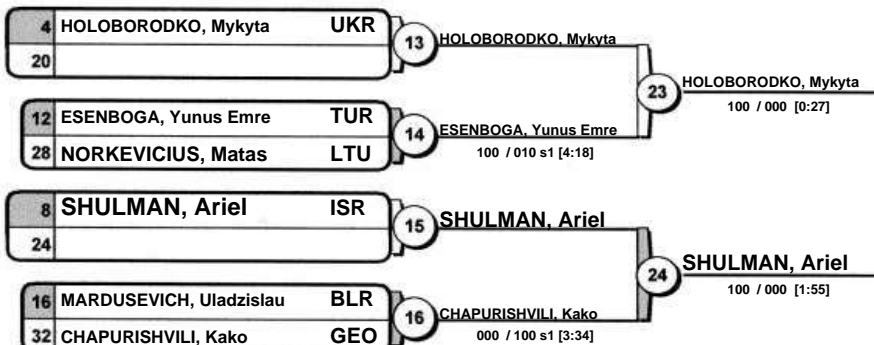 4 HOLOBORODKO, Mykyta UKR
20
13
HOLOBORODKO, Mykyta
23
HOLOBORODKO, Mykyta
100 / 000 [0:27]
12 ESENBOGA, Yunus Emre TUR
28 NORKEVICIUS, Matas LTU
14
ESENBOGA, Yunus Emre
100 / 010 s1 [4:18]
8 SHULMAN, Ariel ISR
24
15
SHULMAN, Ariel
24
SHULMAN, Ariel
100 / 000 [1:55]
16 MARDUSEVICH, Uladzislau BLR
32 CHAPURISHVILI, Kako GEO
16
CHAPURISHVILI, Kako
000 / 100 s1 [3:34]